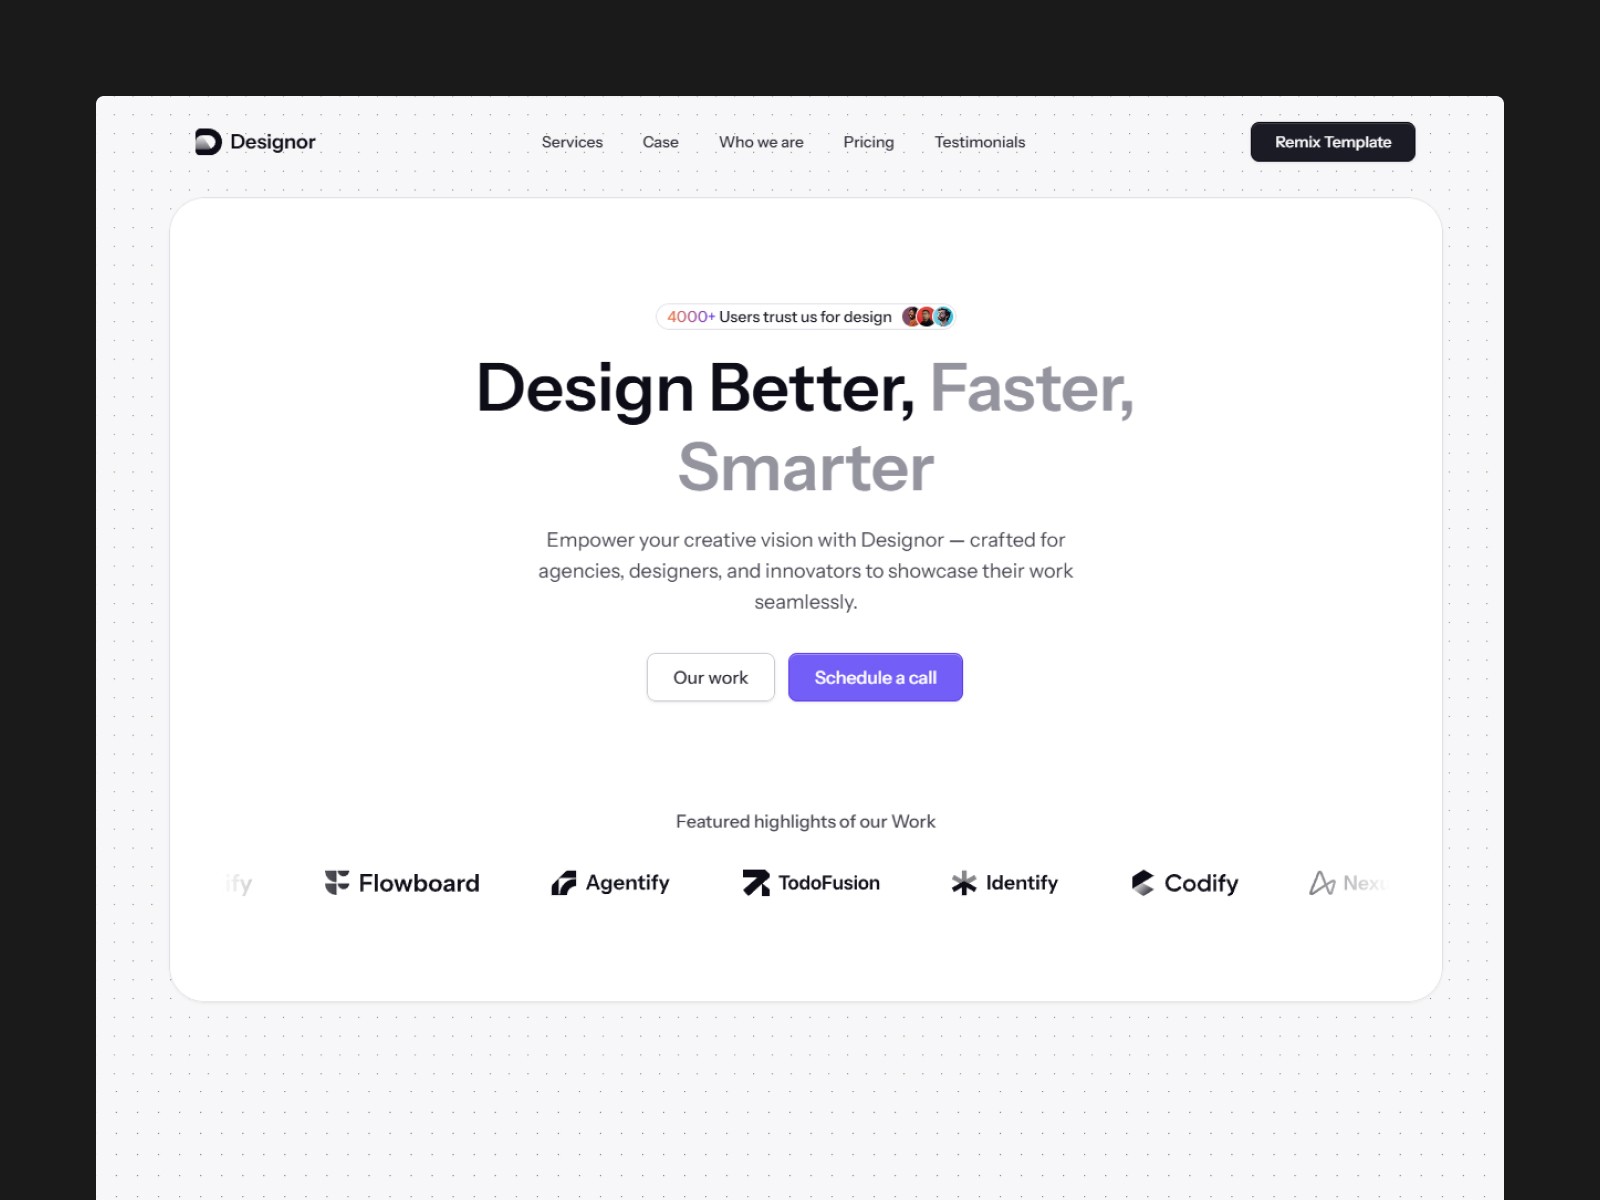 Designor
Services Case Who we are Pricing Testimonials
Remix Template
4000+ Users trust us for design
Design Better, Faster,
Smarter
Empower your creative vision with Designor — crafted for
agencies, designers, and innovators to showcase their work
seamlessly.
Our work Schedule a call
Featured highlights of our Work
ify Flowboard Agentify TodoFusion Identify Codify Nexu